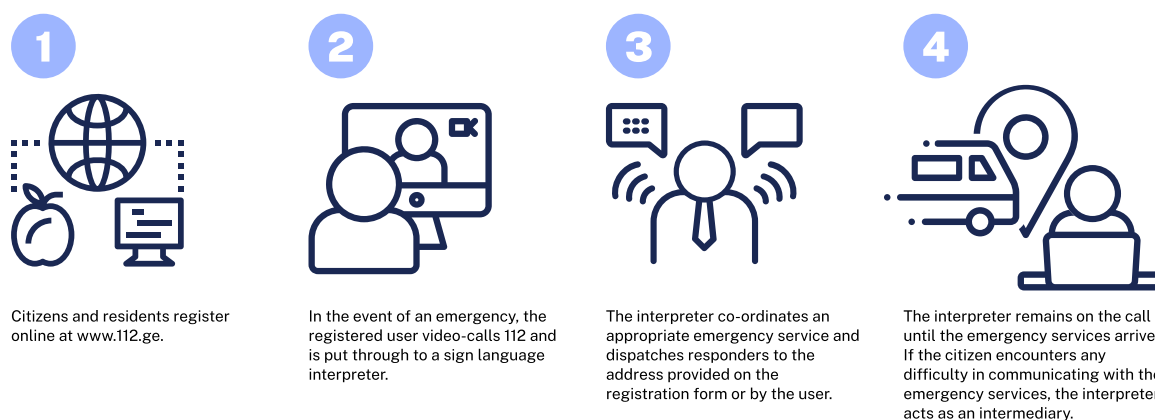 1
Citizens and residents register
online at www.112.ge.
2
In the event of an emergency, the
registered user video-calls 112 and
is put through to a sign language
interpreter.
3
The interpreter co-ordinates an
appropriate emergency service and
dispatches responders to the
address provided on the
registration form or by the user.
4
The interpreter remains on the call
until the emergency services arrive
If the citizen encounters any
difficulty in communicating with the
emergency services, the interpreter
acts as an intermediary.